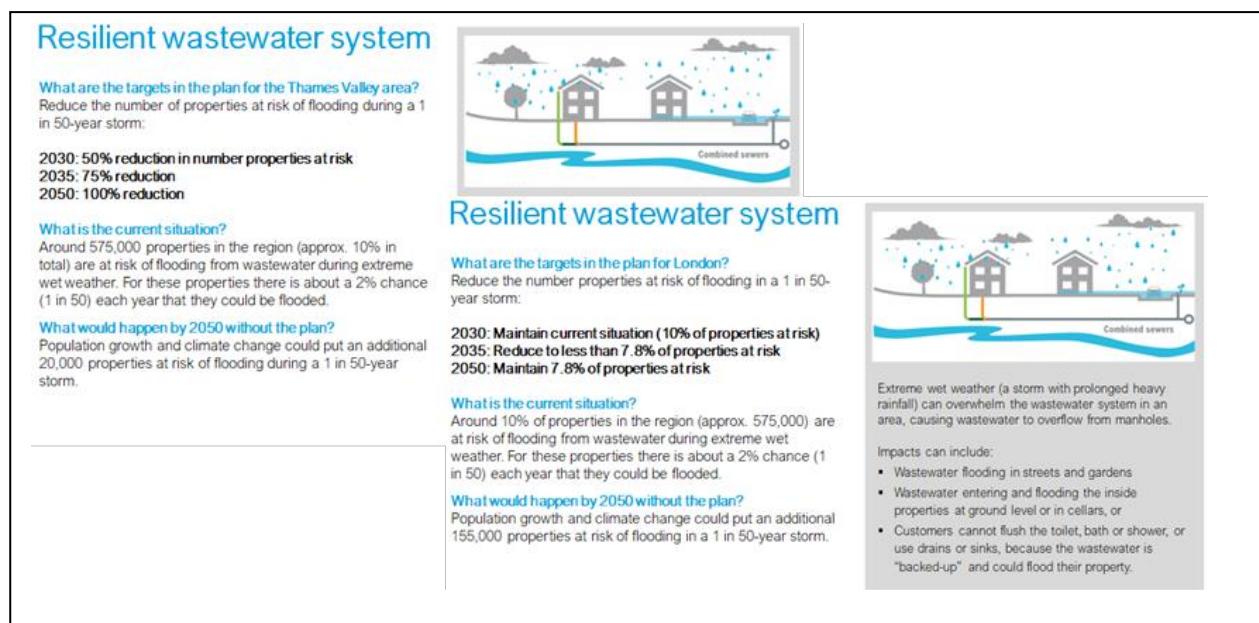 Resilient wastewater system
What are the targets in the plan for the Thames Valley area?
Reduce the number of properties at risk of flooding during a 1
in 50-year storm:
2030: 50% reduction in number properties at risk
2035: 75% reduction
2050: 100% reduction
What is the current situation?
Around 575,000 properties in the region (approx. 10% in
total) are at risk of flooding from wastewater during extreme
wet weather. For these properties there is about a 2% chance
(1 in 50) each year that they could be flooded.
What would happen by 2050 without the plan?
Population growth and climate change could put an additional
20,000 properties at risk of flooding during a 1 in 50-year
storm.
Combined sewers
Resilient wastewater system
What are the targets in the plan for London?
Reduce the number properties at risk of flooding in a 1 in 50-
year storm:
2030: Maintain current situation (10% of properties at risk)
2035: Reduce to less than 7.8% of properties at risk
2050: Maintain 7.8% of properties at risk
What is the current situation?
Around 10% of properties in the region (approx. 575,000) are
at risk of flooding from wastewater during extreme wet
weather. For these properties there is about a 2% chance (1
in 50) each year that they could be flooded.
What would happen by 2050 without the plan?
Population growth and climate change could put an additional
155,000 properties at risk of flooding in a 1 in 50-year storm.
Combined sewers
Extreme wet weather (a storm with prolonged heavy
rainfall) can overwhelm the wastewater system in an
area, causing wastewater to overflow from manholes.
Impacts can include:
▪ Wastewater flooding in streets and gardens
▪ Wastewater entering and flooding the inside
properties at ground level or in cellars, or
▪ Customers cannot flush the toilet, bath or shower, or
use drains or sinks, because the wastewater is
"backed-up" and could flood their property.